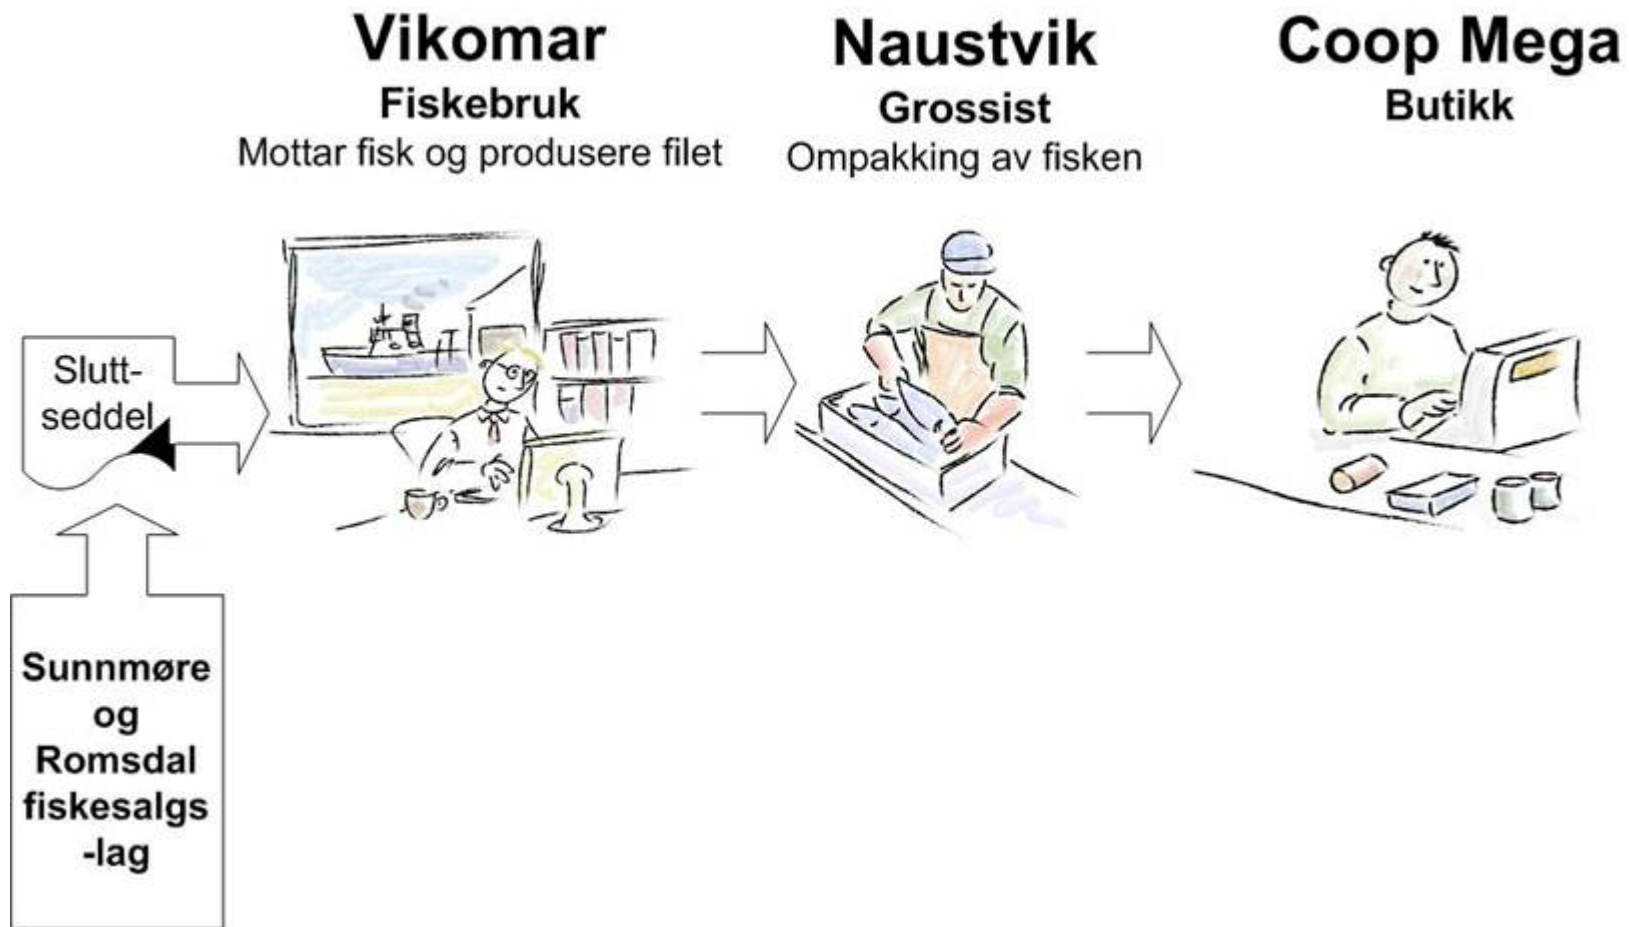 Vikomar
Fiskebruk
Mottar fisk og produsere filet
Naustvik
Grossist
Ompakking av fisken
Coop Mega
Butikk
Slutt-
seddel
Sunnmøre
og
Romsdal
fiskesalgs
-lag